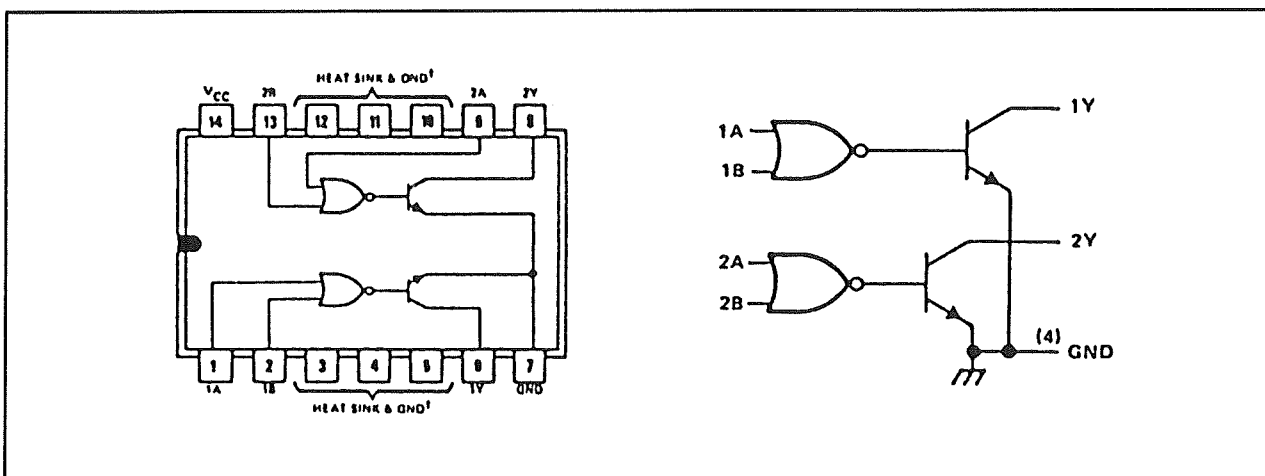 HEAT SINK & GND†
VCC 2B 2A 2Y
14 13 12 11 10 9 8
1 2 3 4 5 6 7
1A 1B 1Y GND
HEAT SINK & GND†
1A
1B
1Y
2A
2B
2Y
(4)
GND